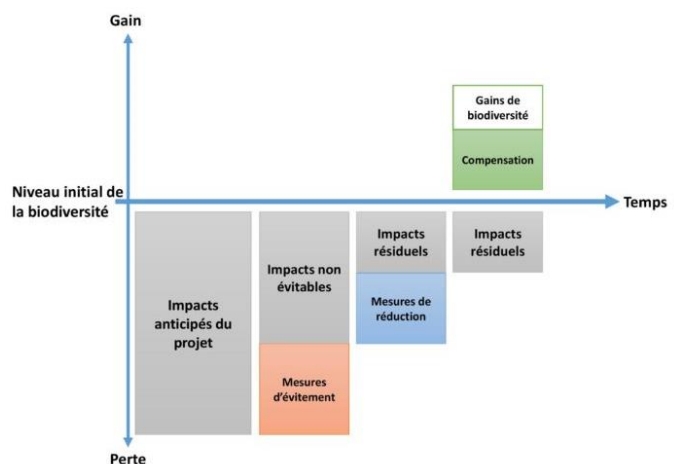 Gain
Gains de
biodiversité
Compensation
Niveau initial de
la biodiversité
Temps
Impacts
anticipés du
projet
Impacts non
évitables
Mesures
d'évitement
Impacts
résiduels
Mesures de
réduction
Impacts
résiduels
Perte